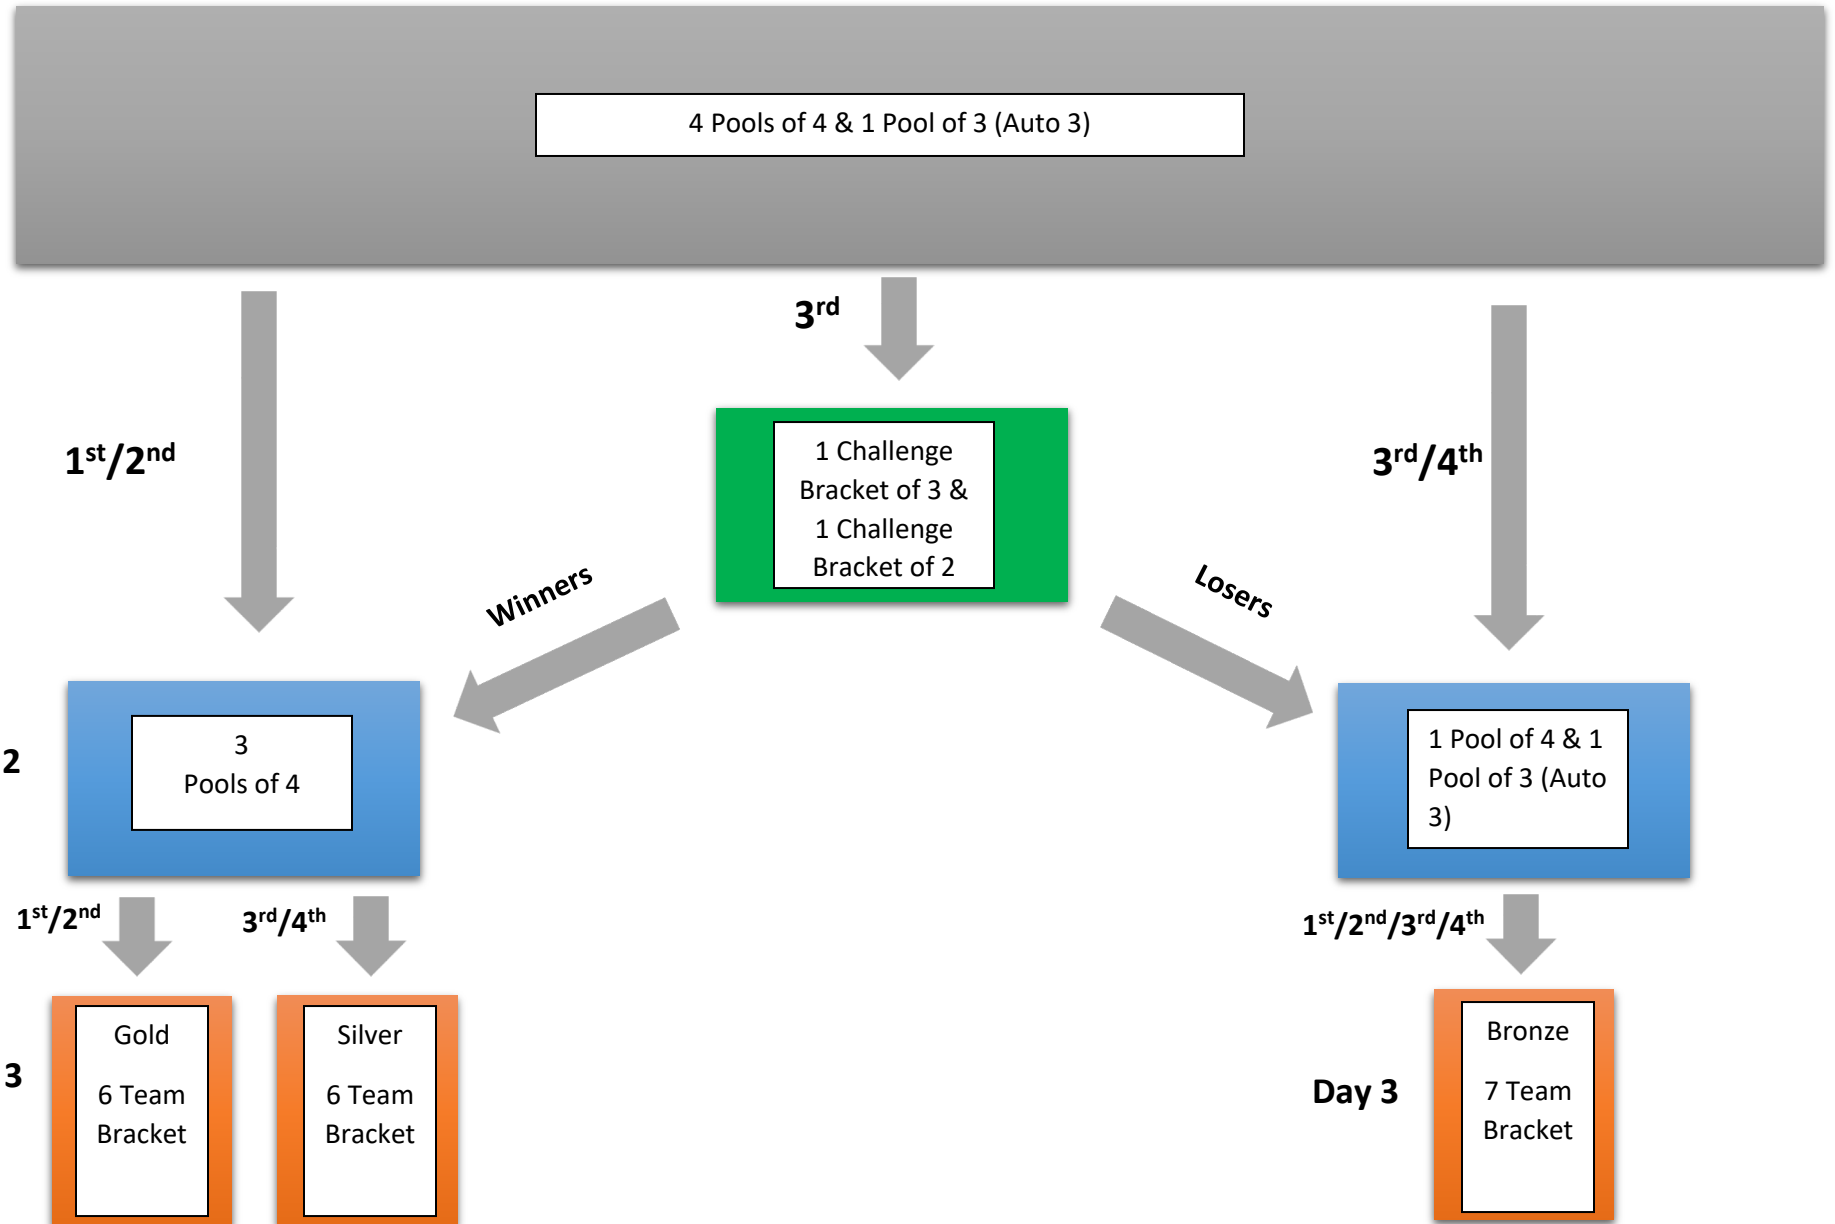 4 Pools of 4 & 1 Pool of 3 (Auto 3)
3rd
1st/2nd
3rd/4th
1 Challenge
Bracket of 3 &
1 Challenge
Bracket of 2
Winners
Losers
2
3
Pools of 4
1 Pool of 4 & 1
Pool of 3 (Auto
3)
1st/2nd
3rd/4th
1st/2nd/3rd/4th
3
Gold
6 Team
Bracket
Silver
6 Team
Bracket
Day 3
Bronze
7 Team
Bracket